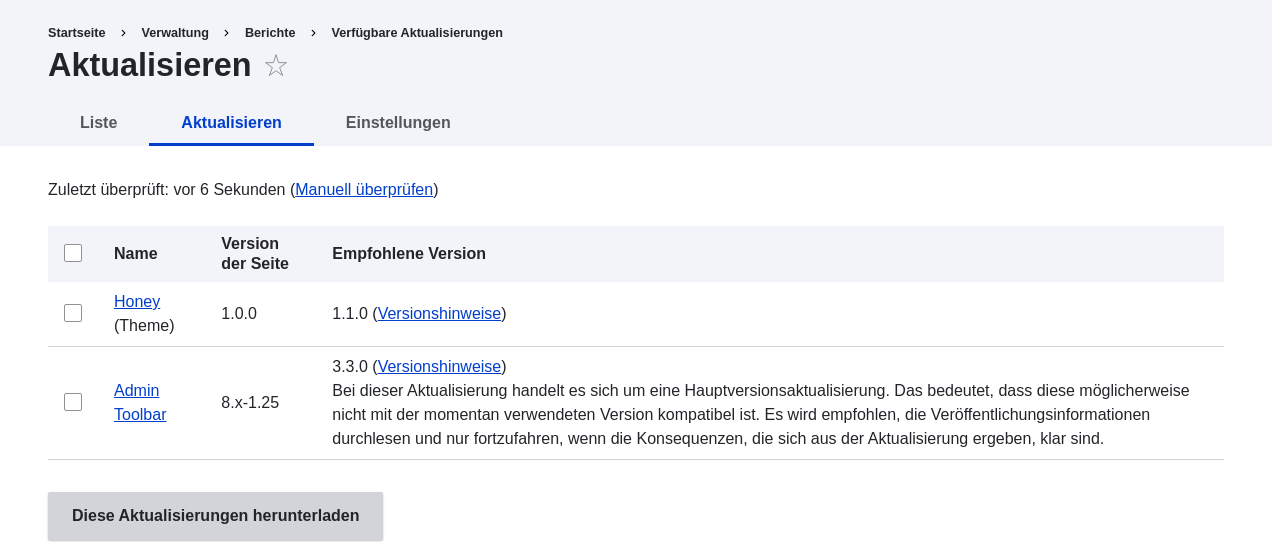 Startseite > Verwaltung > Berichte > Verfügbare Aktualisierungen
Aktualisieren ☆
Liste Aktualisieren Einstellungen
Zuletzt überprüft: vor 6 Sekunden (Manuell überprüfen)
Name Version der Seite Empfohlene Version
Honey (Theme) 1.0.0 1.1.0 (Versionshinweise)
Admin Toolbar 8.x-1.25 3.3.0 (Versionshinweise)
Bei dieser Aktualisierung handelt es sich um eine Hauptversionsaktualisierung. Das bedeutet, dass diese möglicherweise
nicht mit der momentan verwendeten Version kompatibel ist. Es wird empfohlen, die Veröffentlichungsinformationen
durchlesen und nur fortzufahren, wenn die Konsequenzen, die sich aus der Aktualisierung ergeben, klar sind.
Diese Aktualisierungen herunterladen